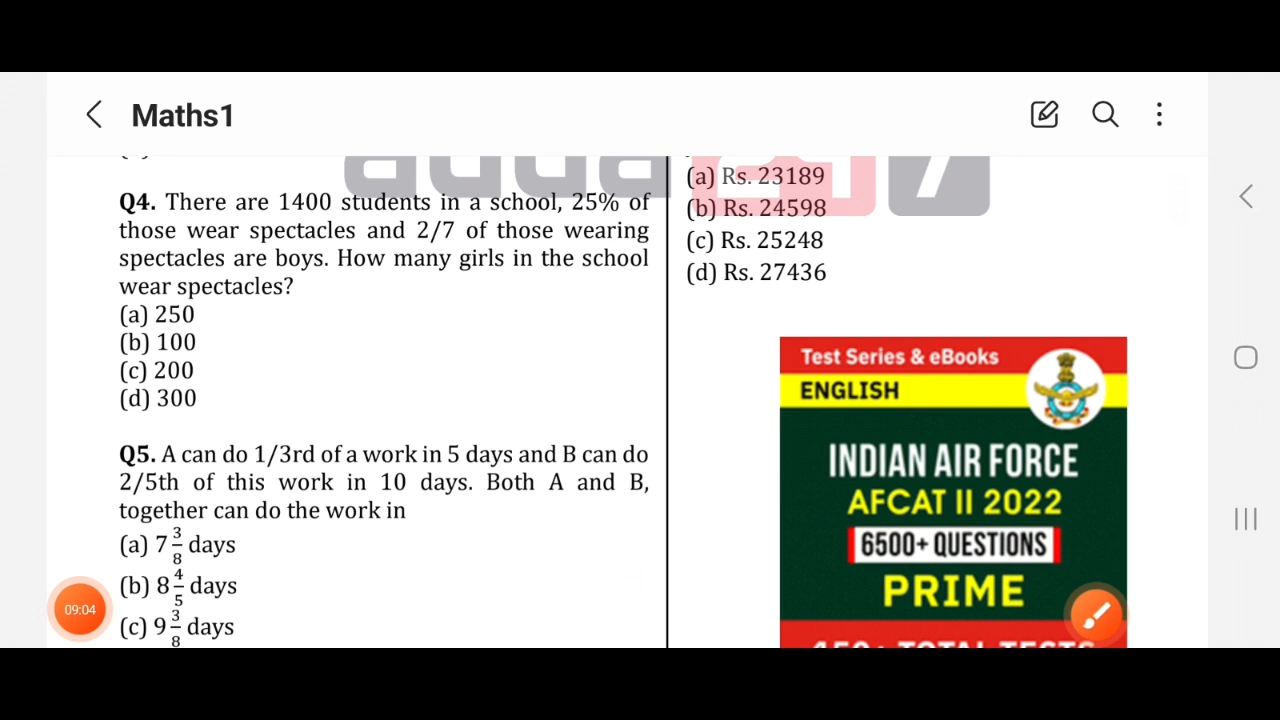 Maths1
Q4. There are 1400 students in a school, 25% of
those wear spectacles and 2/7 of those wearing
spectacles are boys. How many girls in the school
wear spectacles?
(a) 250
(b) 100
(c) 200
(d) 300
Q5. A can do 1/3rd of a work in 5 days and B can do
2/5th of this work in 10 days. Both A and B,
together can do the work in
(a) 7 3/8 days
(b) 8 4/5 days
(c) 9 3/8 days
09:04
(a) Rs. 23189
(b) Rs. 24598
(c) Rs. 25248
(d) Rs. 27436
Test Series & eBooks
ENGLISH
INDIAN AIR FORCE
AFCAT II 2022
6500+ QUESTIONS
PRIME